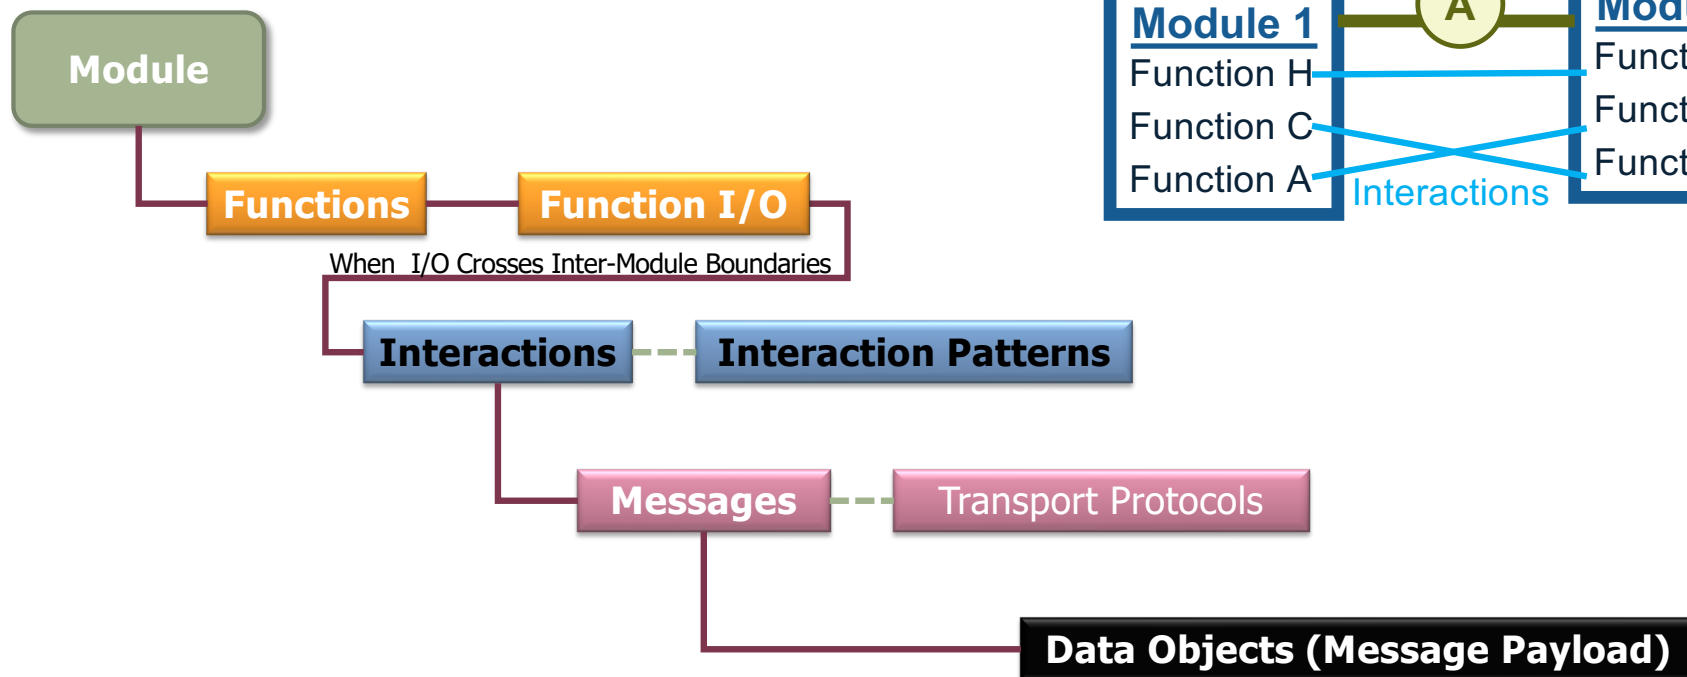 Module
Functions
Function I/O
When I/O Crosses Inter-Module Boundaries
Interactions
Interaction Patterns
Messages
Transport Protocols
Data Objects (Message Payload)
A
Module 1
Function H
Function C
Function A
Interactions